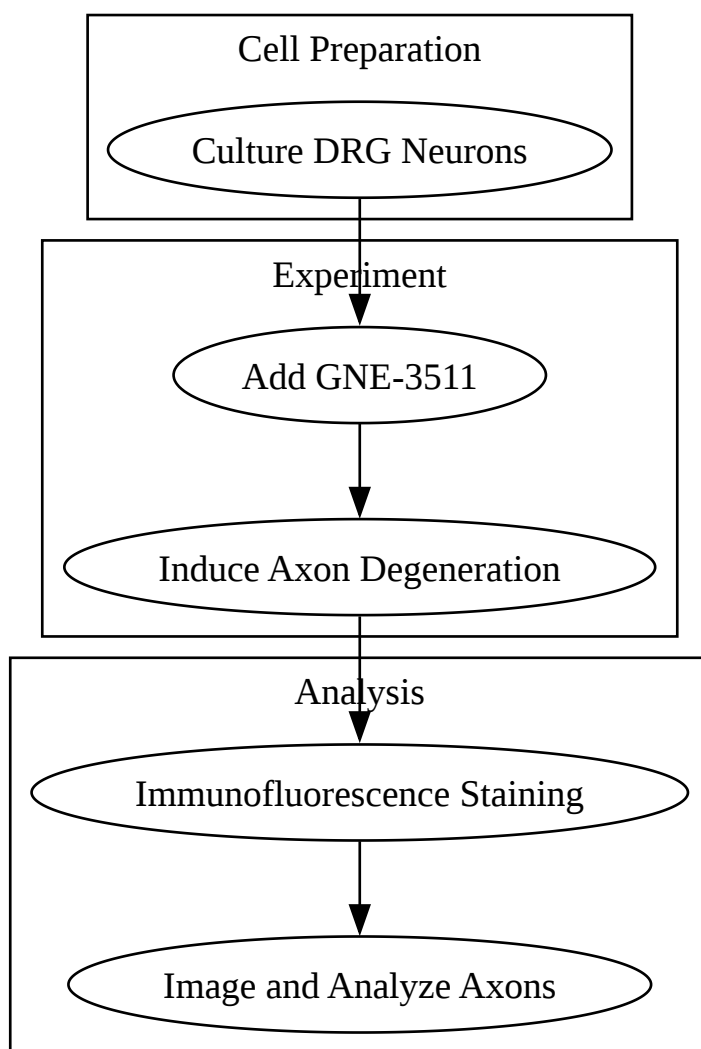 Cell Preparation
Culture DRG Neurons
Experiment
Add GNE-3511
Induce Axon Degeneration
Analysis
Immunofluorescence Staining
Image and Analyze Axons